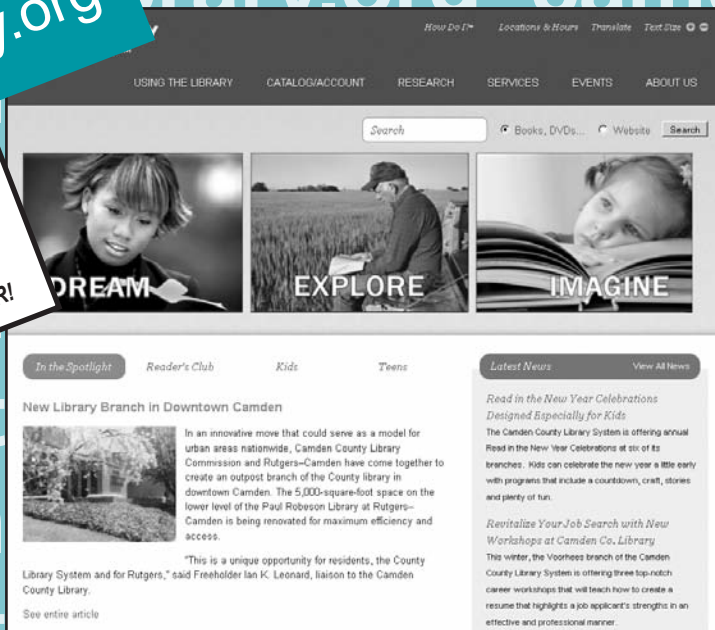 y.org
How Do I?
Locations & Hours
Translate
Text Size
USING THE LIBRARY
CATALOG/ACCOUNT
RESEARCH
SERVICES
EVENTS
ABOUT US
Search
Books, DVDs...
Website
Search
DREAM
EXPLORE
IMAGINE
In the Spotlight
Reader's Club
Kids
Teens
New Library Branch in Downtown Camden
In an innovative move that could serve as a model for
urban areas nationwide, Camden County Library
Commission and Rutgers–Camden have come together to
create an outpost branch of the County library in
downtown Camden. The 5,000-square-foot space on the
lower level of the Paul Robeson Library at Rutgers–
Camden is being renovated for maximum efficiency and
access.
"This is a unique opportunity for residents, the County
Library System and for Rutgers," said Freeholder Ian K. Leonard, liaison to the Camden
County Library.
See entire article
Latest News
View All News
Read in the New Year Celebrations
Designed Especially for Kids
The Camden County Library System is offering annual
Read in the New Year Celebrations at six of its
branches. Kids can celebrate the new year a little early
with programs that include a countdown, craft, stories
and plenty of fun.
Revitalize Your Job Search with New
Workshops at Camden Co. Library
This winter, the Voorhees branch of the Camden
County Library System is offering three top-notch
career workshops that will teach how to create a
resume that highlights a job applicant's strengths in an
effective and professional manner.